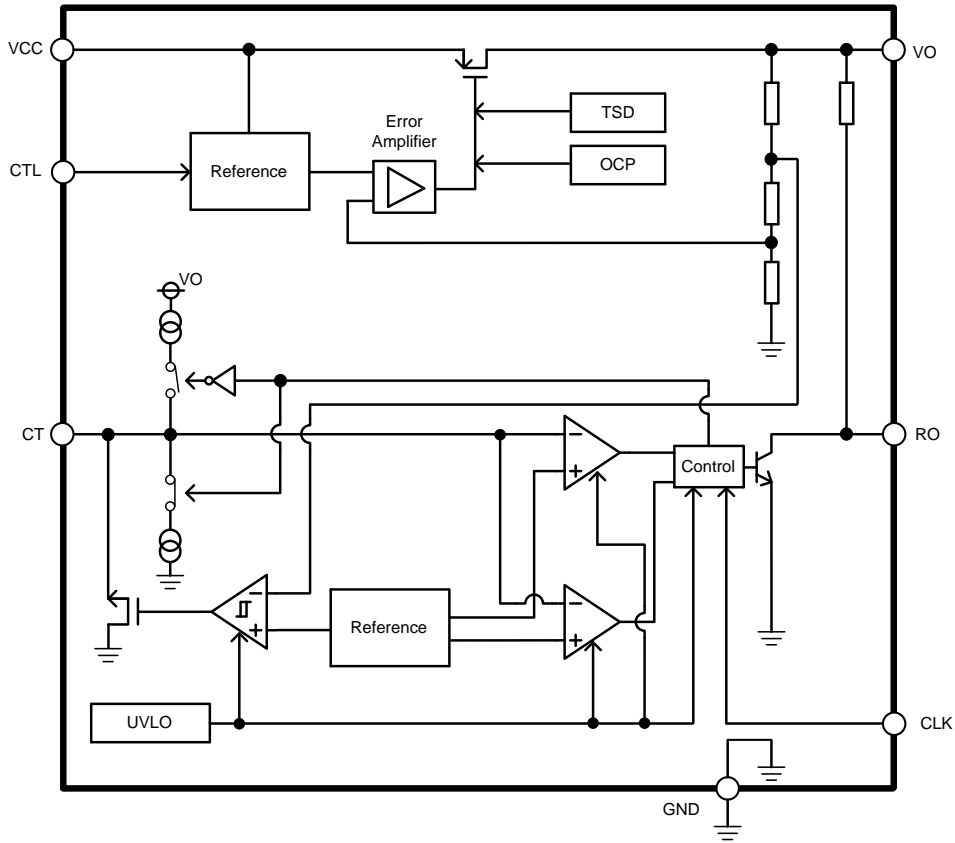 VCC
VO
Error
Amplifier
TSD
CTL
Reference
OCP
VO
CT
RO
−
+
Control
−
+
Reference
−
+
UVLO
CLK
GND